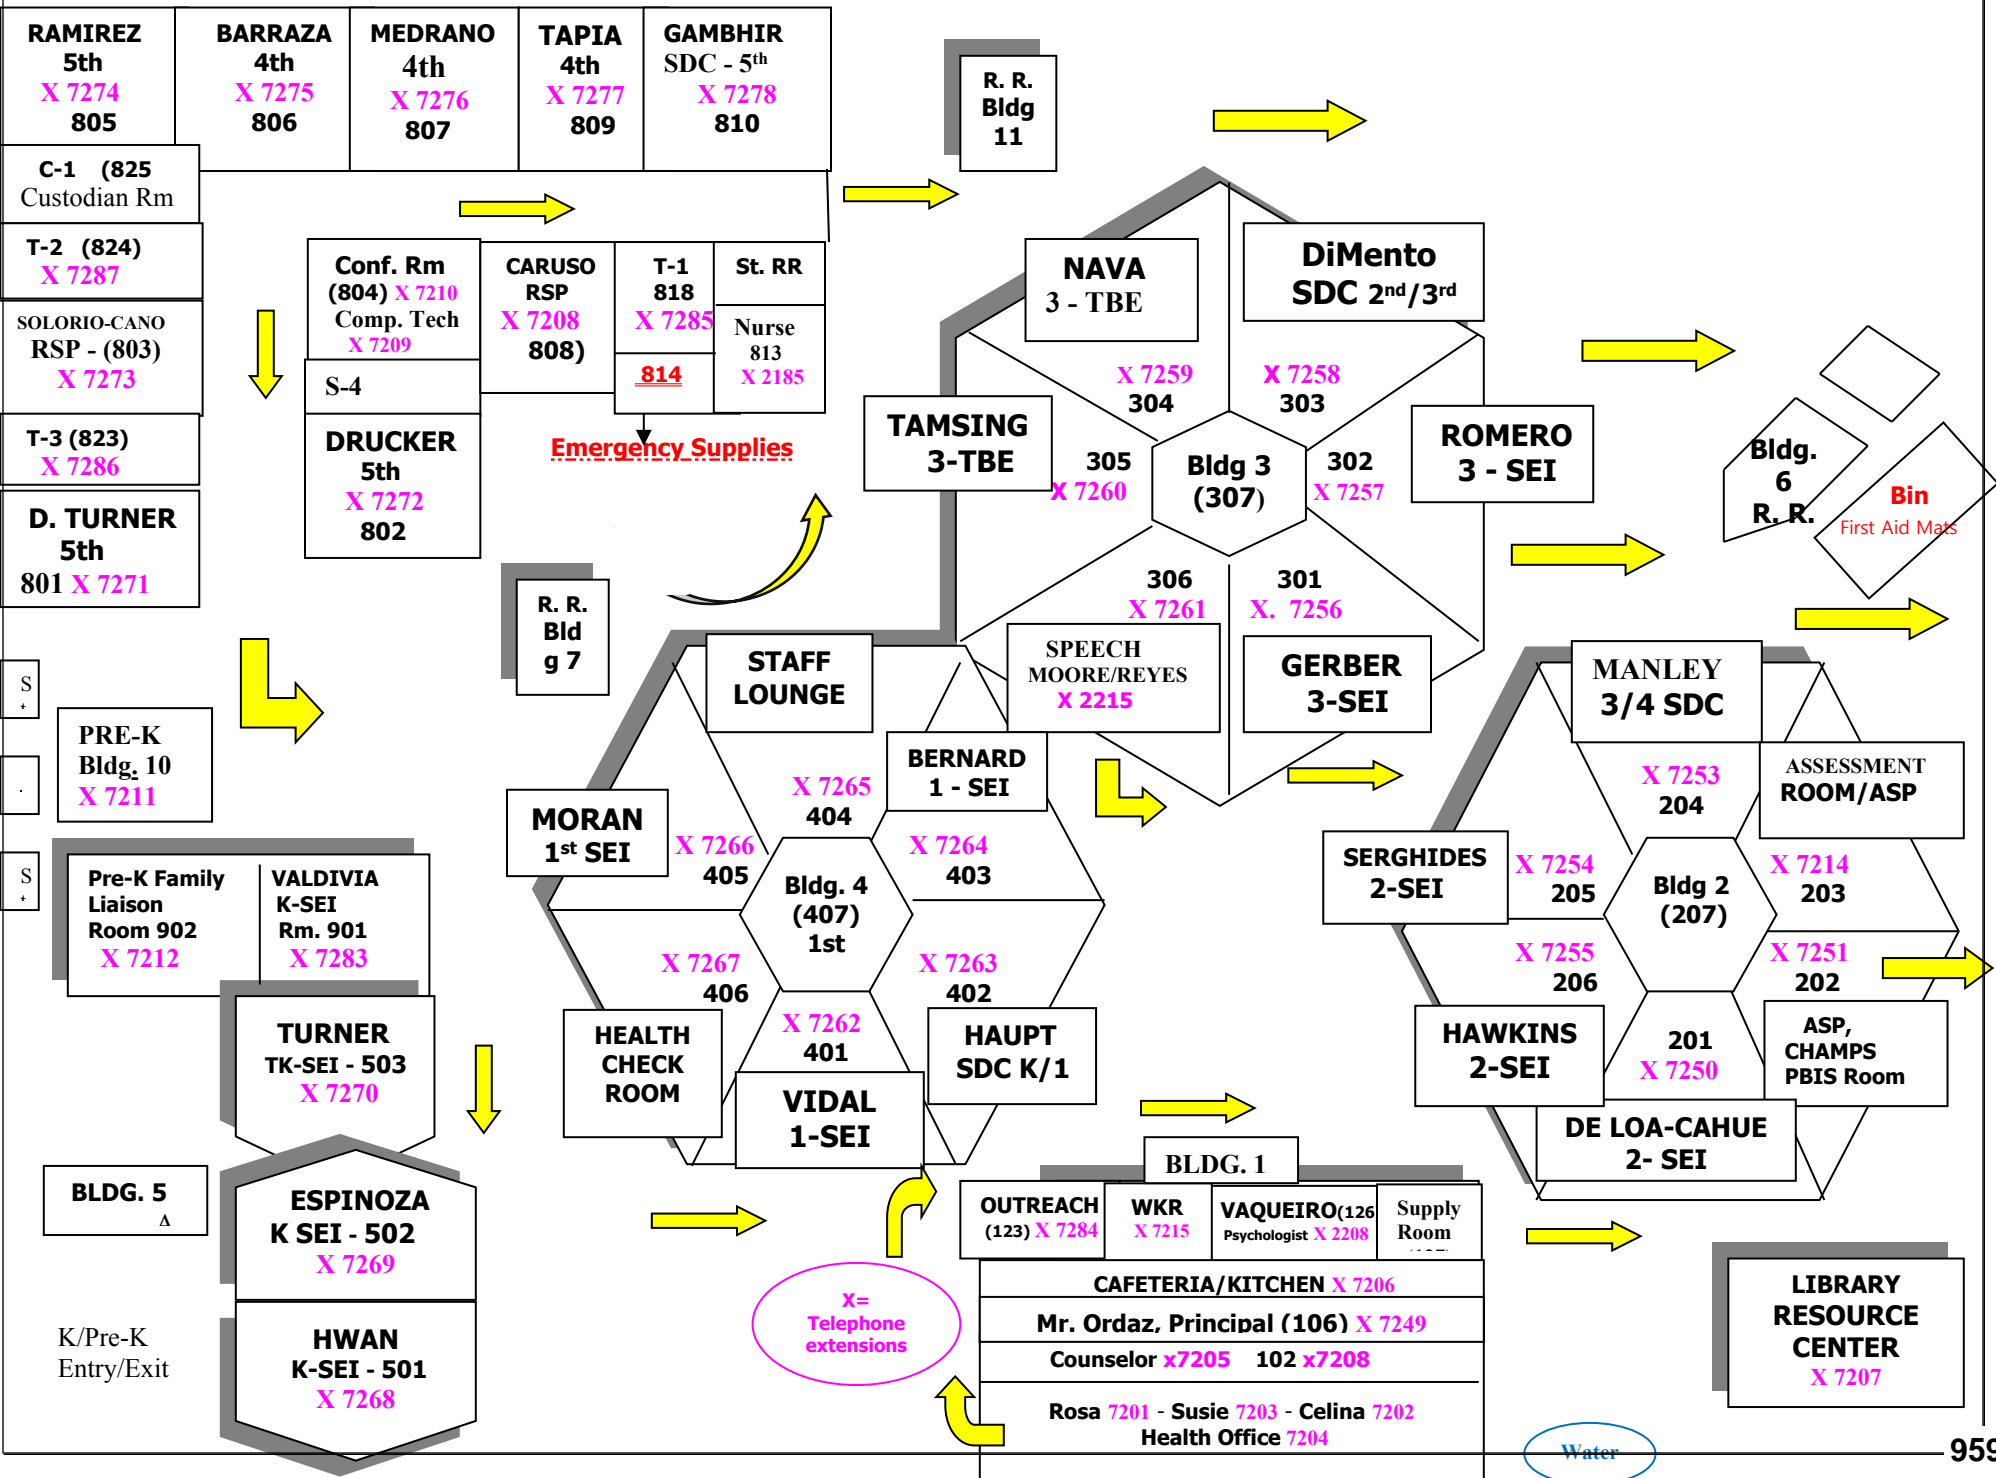 RAMIREZ
5th
X 7274
805
BARRAZA
4th
X 7275
806
MEDRANO
4th
X 7276
807
TAPIA
4th
X 7277
809
GAMBHIR
SDC - 5th
X 7278
810
R. R.
Bldg
11
C-1 (825
Custodian Rm
T-2 (824)
X 7287
SOLORIO-CANO
RSP - (803)
X 7273
T-3 (823)
X 7286
D. TURNER
5th
801 X 7271
Conf. Rm
(804) X 7210
Comp. Tech
X 7209
S-4
DRUCKER
5th
X 7272
802
CARUSO
RSP
X 7208
808)
T-1
818
X 7285
814
St. RR
Nurse
813
X 2185
Emergency Supplies
R. R.
Bld
g 7
NAVA
3 - TBE
DiMento
SDC 2nd/3rd
X 7259
304
X 7258
303
TAMSING
3-TBE
305
X 7260
Bldg 3
(307)
302
X 7257
ROMERO
3 - SEI
306
X 7261
301
X. 7256
SPEECH
MOORE/REYES
X 2215
GERBER
3-SEI
Bldg.
6
R. R.
Bin
First Aid Mats
S
.
S
PRE-K
Bldg. 10
X 7211
Pre-K Family
Liaison
Room 902
X 7212
VALDIVIA
K-SEI
Rm. 901
X 7283
TURNER
TK-SEI - 503
X 7270
BLDG. 5
Δ
ESPINOZA
K SEI - 502
X 7269
K/Pre-K
Entry/Exit
HWAN
K-SEI - 501
X 7268
STAFF
LOUNGE
BERNARD
1 - SEI
MORAN
1st SEI
X 7265
404
X 7266
405
X 7264
403
Bldg. 4
(407)
1st
X 7267
406
X 7263
402
X 7262
401
HEALTH
CHECK
ROOM
HAUPT
SDC K/1
VIDAL
1-SEI
MANLEY
3/4 SDC
ASSESSMENT
ROOM/ASP
X 7253
204
SERGHIDES
2-SEI
X 7254
205
X 7214
203
Bldg 2
(207)
X 7255
206
X 7251
202
HAWKINS
2-SEI
201
X 7250
ASP,
CHAMPS
PBIS Room
DE LOA-CAHUE
2- SEI
BLDG. 1
OUTREACH
(123) X 7284
WKR
X 7215
VAQUEIRO(126
Psychologist X 2208
Supply
Room
CAFETERIA/KITCHEN X 7206
Mr. Ordaz, Principal (106) X 7249
Counselor x7205 102 x7208
Rosa 7201 - Susie 7203 - Celina 7202
Health Office 7204
X=
Telephone
extensions
LIBRARY
RESOURCE
CENTER
X 7207
Water
959